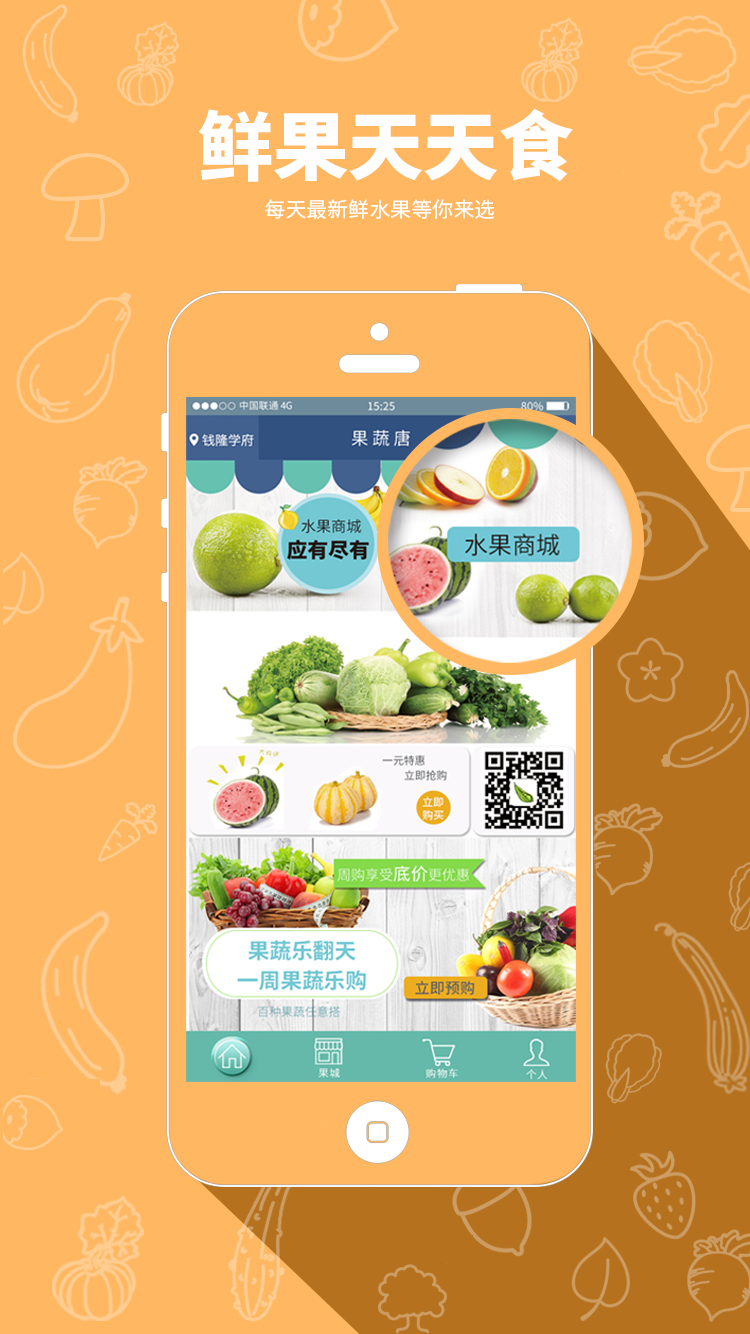 鲜果天天食
每天最新鲜水果等你来选
中国联通 4G
15:25
80%
钱隆学府
果蔬唐
水果商城
应有尽有
水果商城
一元特惠
立即抢购
立即
购买
周购享受底价更优惠
果蔬乐翻天
一周果蔬乐购
百种果蔬任意搭
立即预购
果城
购物车
个人